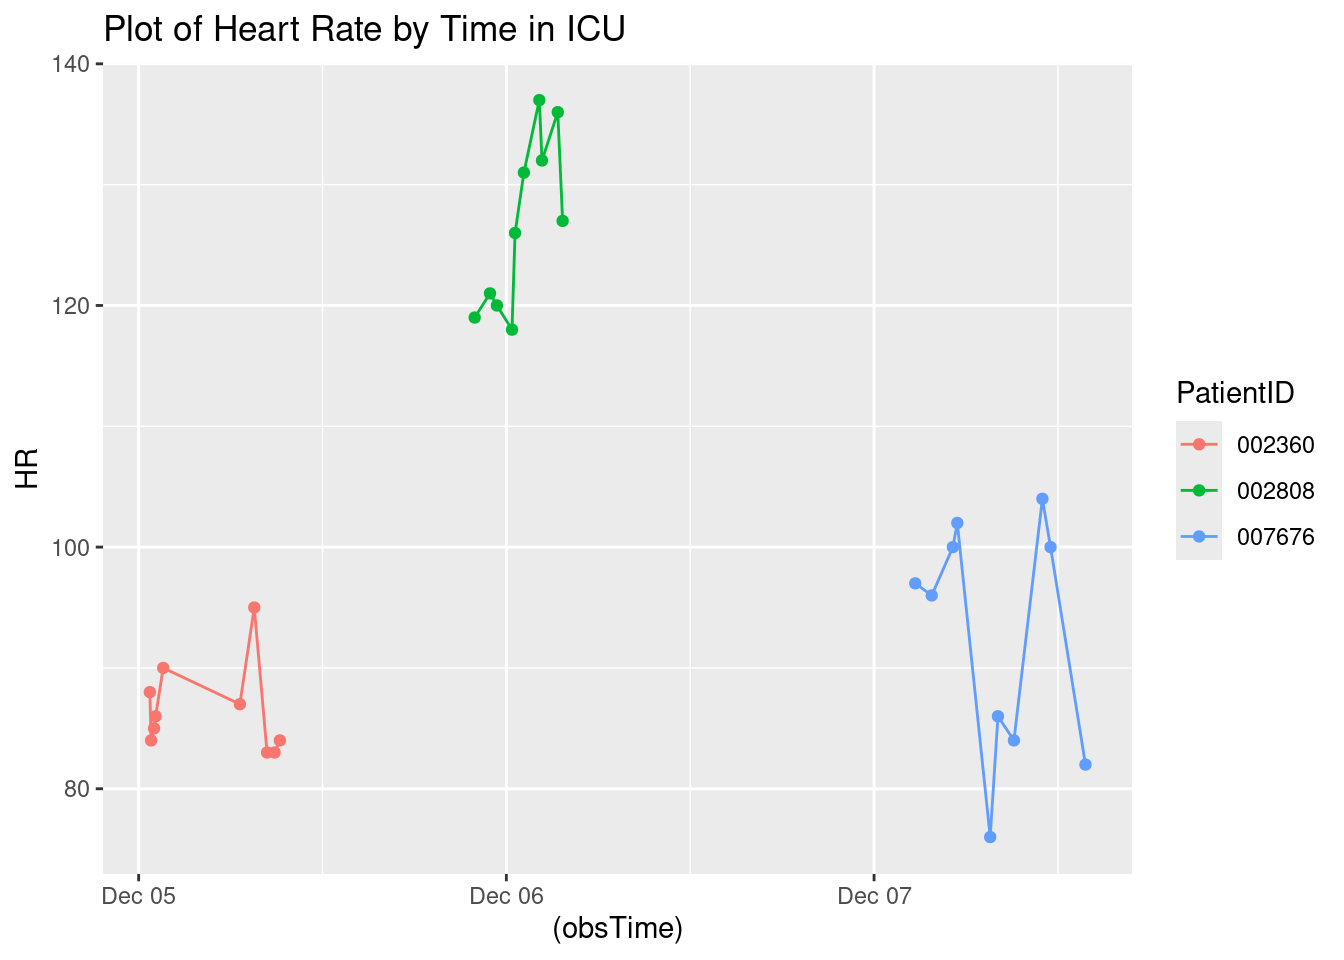 Plot of Heart Rate by Time in ICU
140
120
100
80
HR
Dec 05
Dec 06
Dec 07
(obsTime)
PatientID
002360
002808
007676